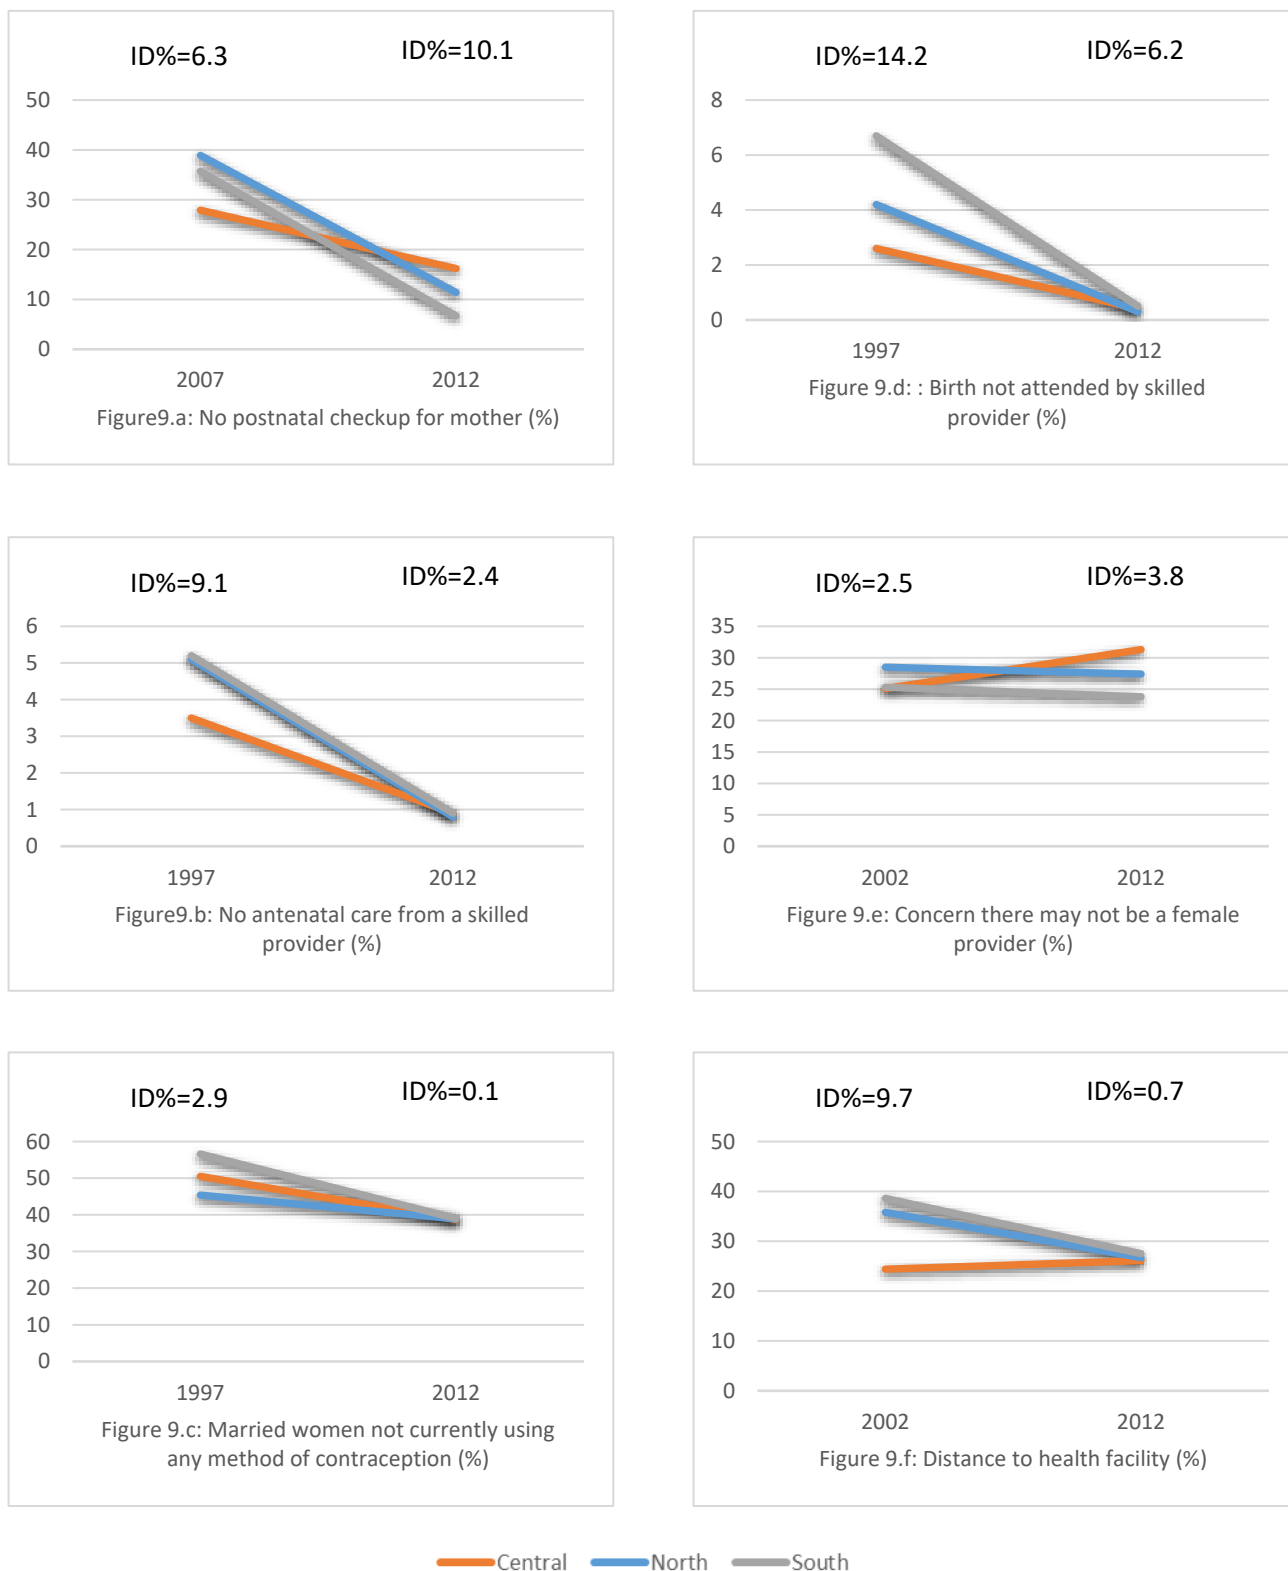 ID%=6.3 ID%=10.1
50
40
30
20
10
0
2007 2012
Figure9.a: No postnatal checkup for mother (%)
ID%=14.2 ID%=6.2
8
6
4
2
0
1997 2012
Figure 9.d: : Birth not attended by skilled
provider (%)
ID%=9.1 ID%=2.4
6
5
4
3
2
1
0
1997 2012
Figure9.b: No antenatal care from a skilled
provider (%)
ID%=2.5 ID%=3.8
35
30
25
20
15
10
5
0
2002 2012
Figure 9.e: Concern there may not be a female
provider (%)
ID%=2.9 ID%=0.1
60
50
40
30
20
10
0
1997 2012
Figure 9.c: Married women not currently using
any method of contraception (%)
ID%=9.7 ID%=0.7
50
40
30
20
10
0
2002 2012
Figure 9.f: Distance to health facility (%)
Central North South